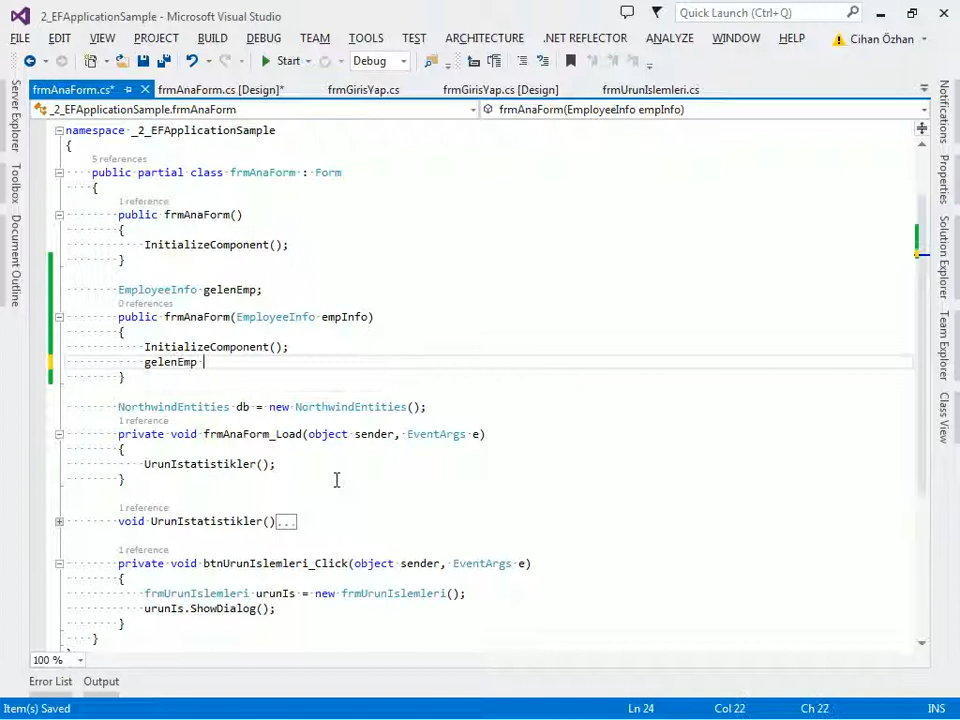 2_EFApplicationSample - Microsoft Visual Studio
Quick Launch (Ctrl+Q)
FILE EDIT VIEW PROJECT BUILD DEBUG TEAM TOOLS TEST ARCHITECTURE .NET REFLECTOR ANALYZE WINDOW HELP Cihan Özhan
Start Debug
frmAnaForm.cs* frmAnaForm.cs [Design]* frmGirisYap.cs frmGirisYap.cs [Design] frmUrunIslemleri.cs
_2_EFApplicationSample.frmAnaForm frmAnaForm(EmployeeInfo empInfo)
Server Explorer
Toolbox
Document Outline
namespace _2_EFApplicationSample
{
5 references
public partial class frmAnaForm : Form
{
1 reference
public frmAnaForm()
{
InitializeComponent();
}
EmployeeInfo gelenEmp;
0 references
public frmAnaForm(EmployeeInfo empInfo)
{
InitializeComponent();
gelenEmp
}
NorthwindEntities db = new NorthwindEntities();
1 reference
private void frmAnaForm_Load(object sender, EventArgs e)
{
UrunIstatistikler();
}
1 reference
void UrunIstatistikler()...
1 reference
private void btnUrunIslemleri_Click(object sender, EventArgs e)
{
frmUrunIslemleri urunIs = new frmUrunIslemleri();
urunIs.ShowDialog();
}
}
Notifications
Properties
Solution Explorer
Team Explorer
Class View
100 %
Error List Output
Item(s) Saved Ln 24 Col 22 Ch 22 INS